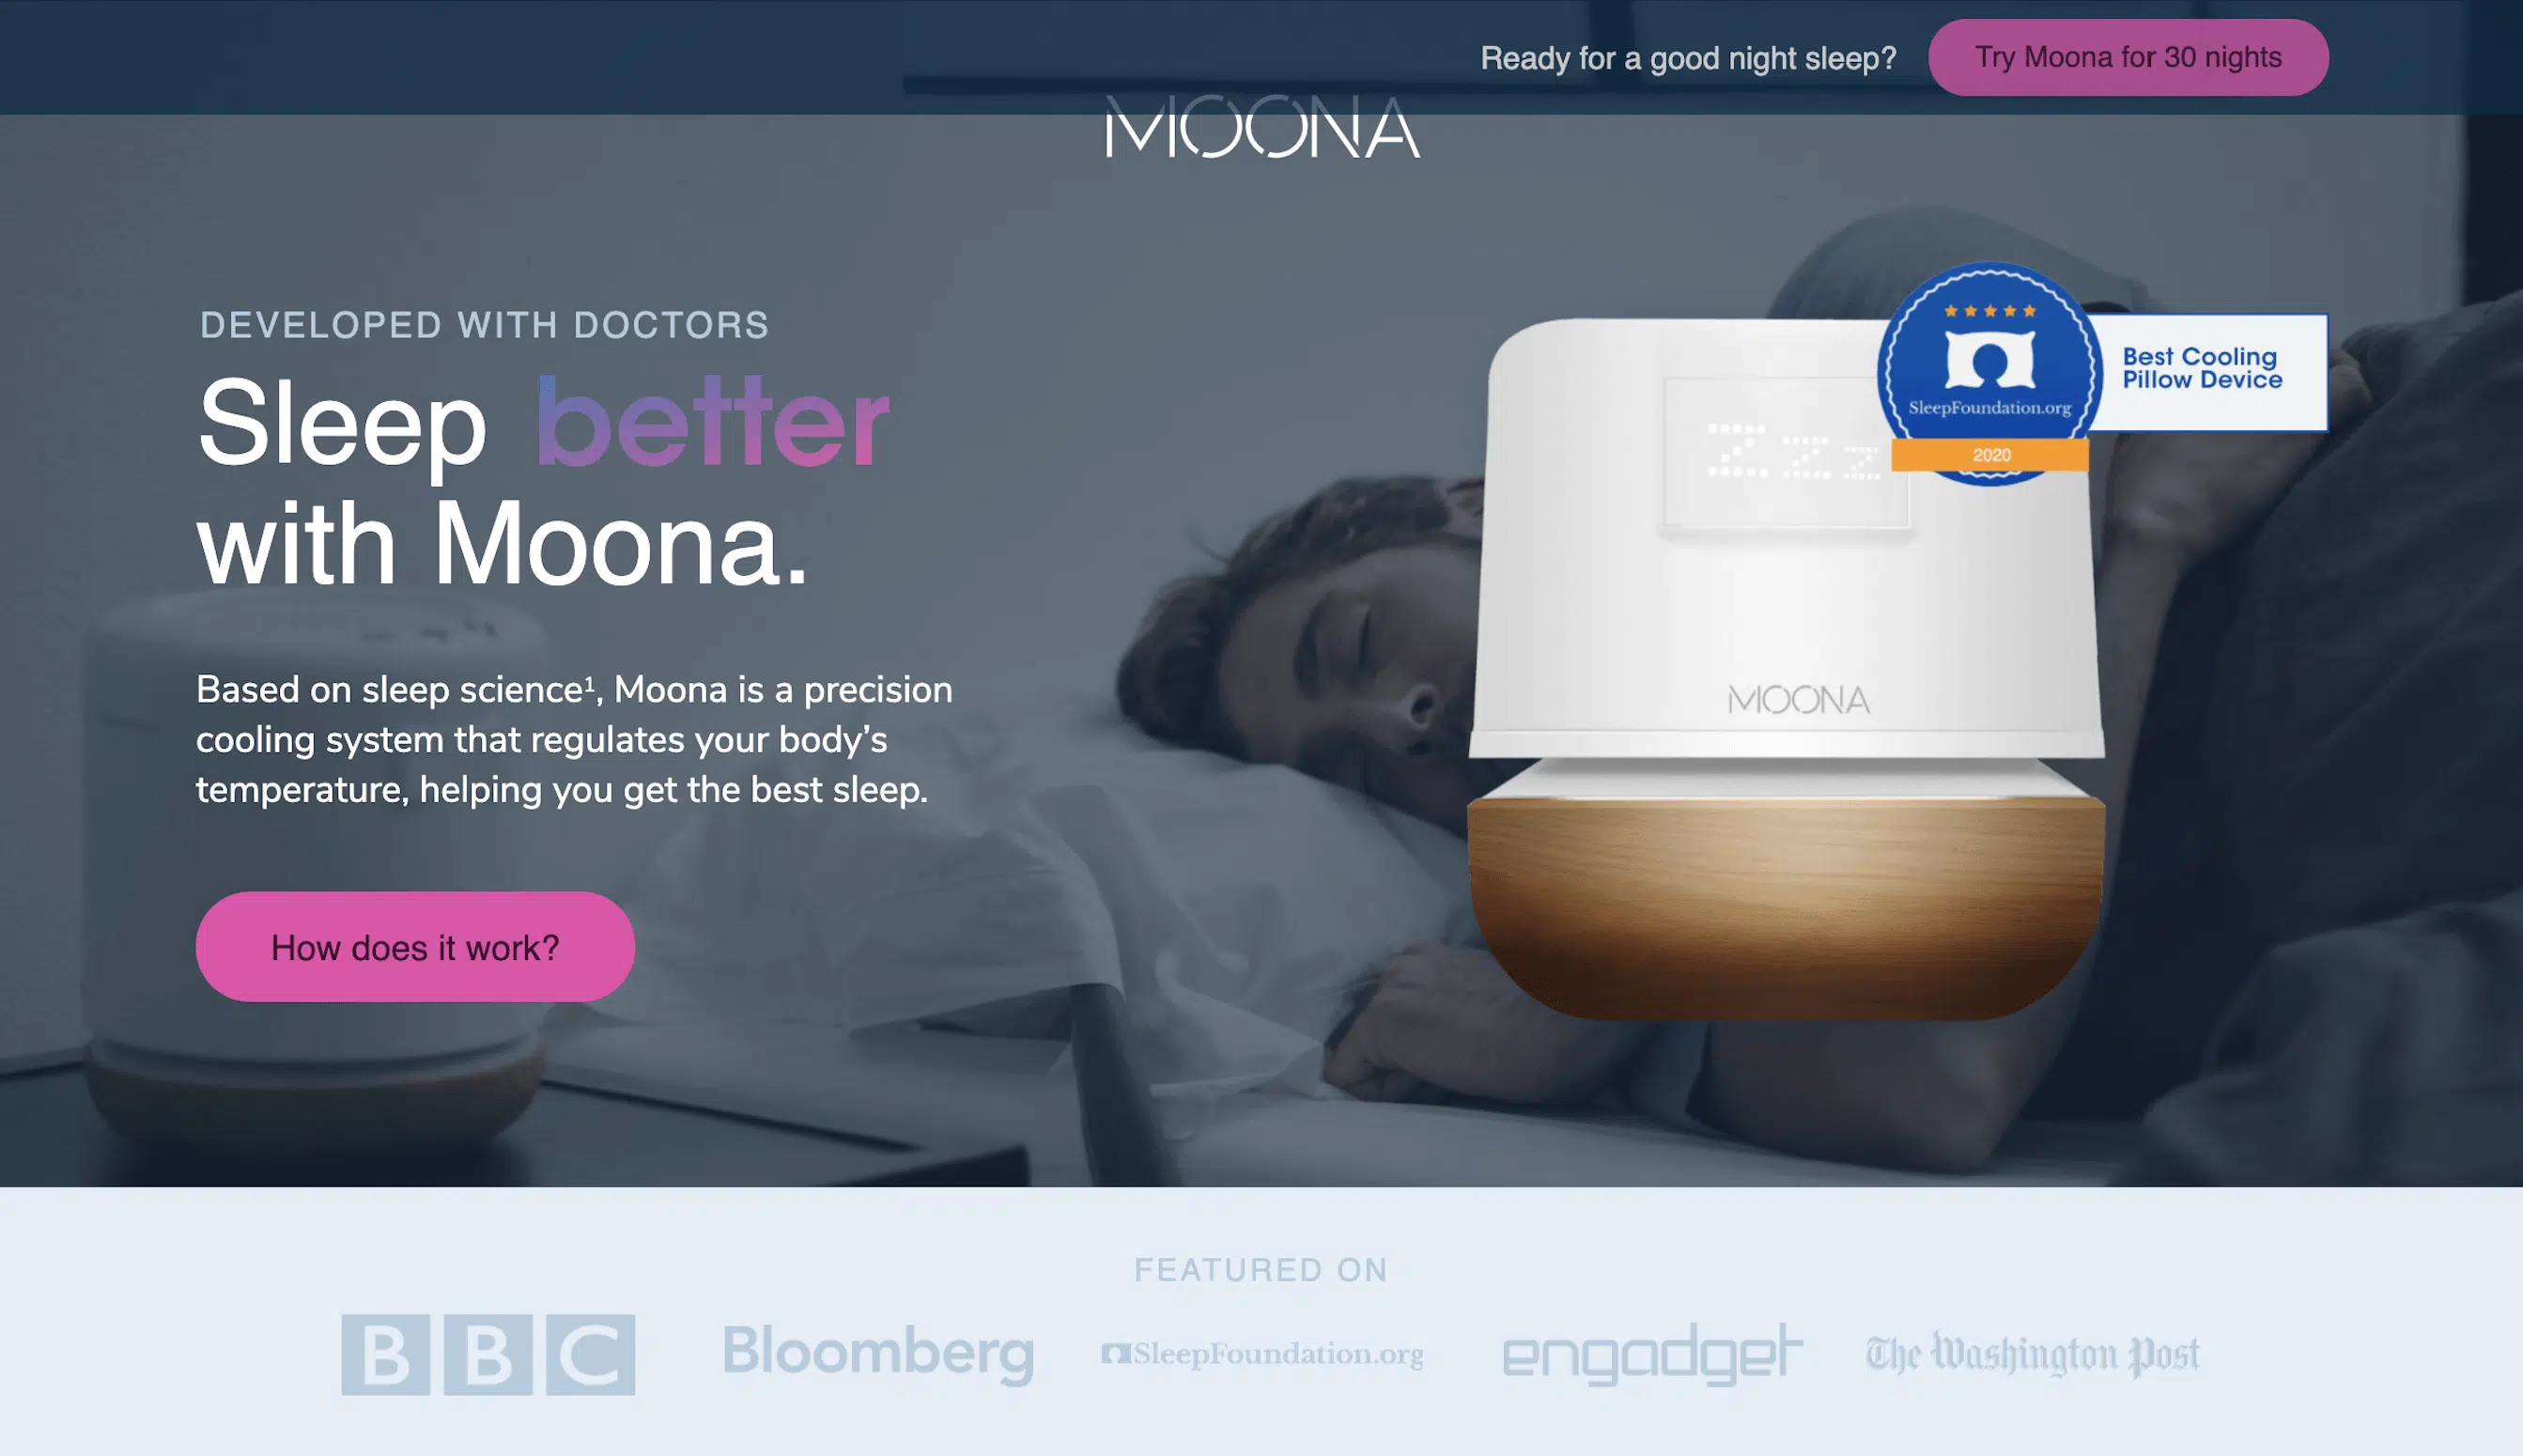 Ready for a good night sleep?
Try Moona for 30 nights
MOONA
DEVELOPED WITH DOCTORS
Sleep better
with Moona.
Based on sleep science¹, Moona is a precision
cooling system that regulates your body’s
temperature, helping you get the best sleep.
How does it work?
zzz
MOONA
SleepFoundation.org
2020
Best Cooling
Pillow Device
FEATURED ON
BBC
Bloomberg
SleepFoundation.org
engadget
The Washington Post